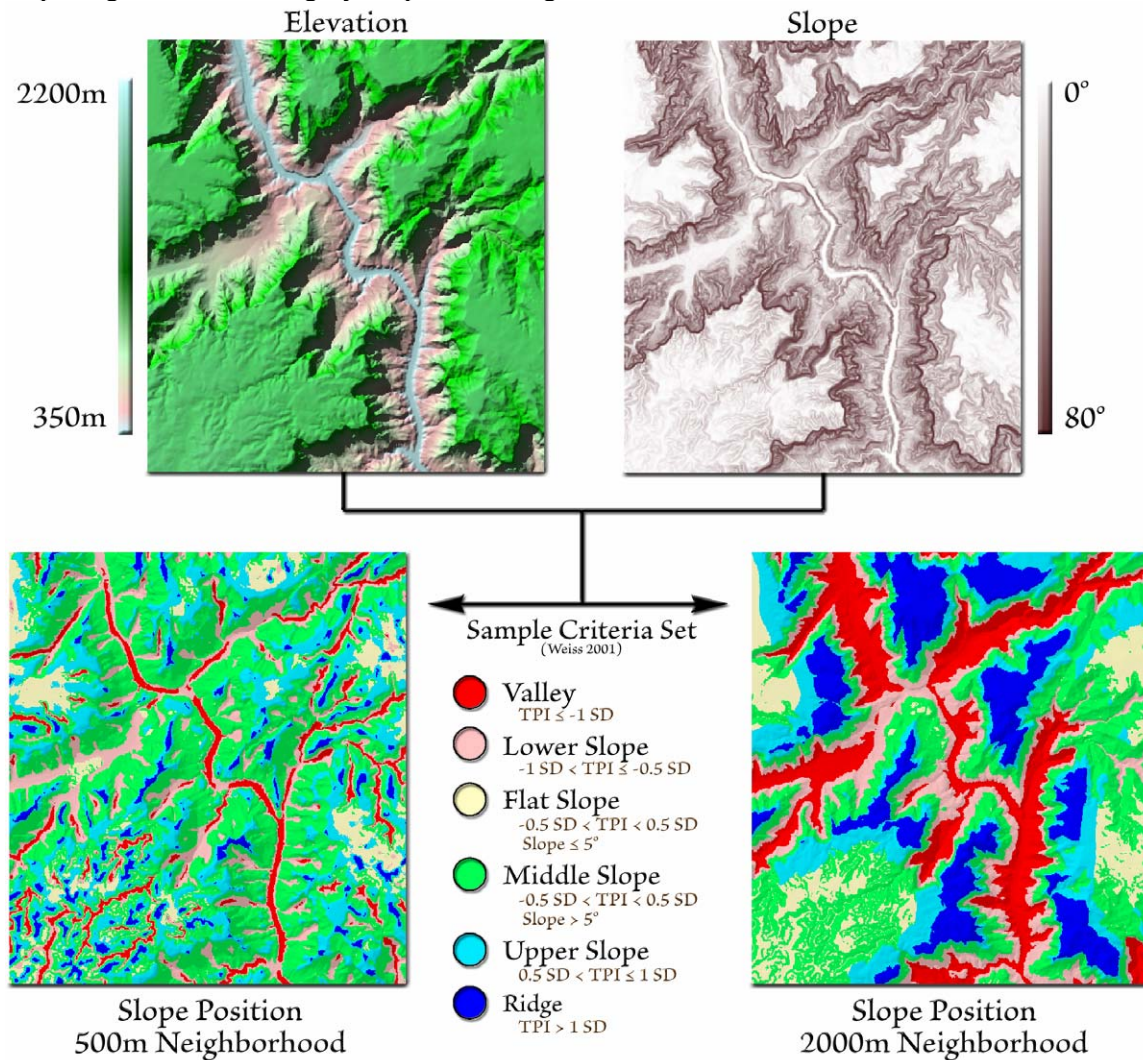 Elevation
Slope
2200m
350m
0°
80°
Sample Criteria Set
(Weiss 2001)
Valley
TPI ≤ -1 SD
Lower Slope
-1 SD < TPI ≤ -0.5 SD
Flat Slope
-0.5 SD < TPI < 0.5 SD
Slope ≤ 5°
Middle Slope
-0.5 SD < TPI < 0.5 SD
Slope > 5°
Upper Slope
0.5 SD < TPI ≤ 1 SD
Ridge
TPI > 1 SD
Slope Position
500m Neighborhood
Slope Position
2000m Neighborhood